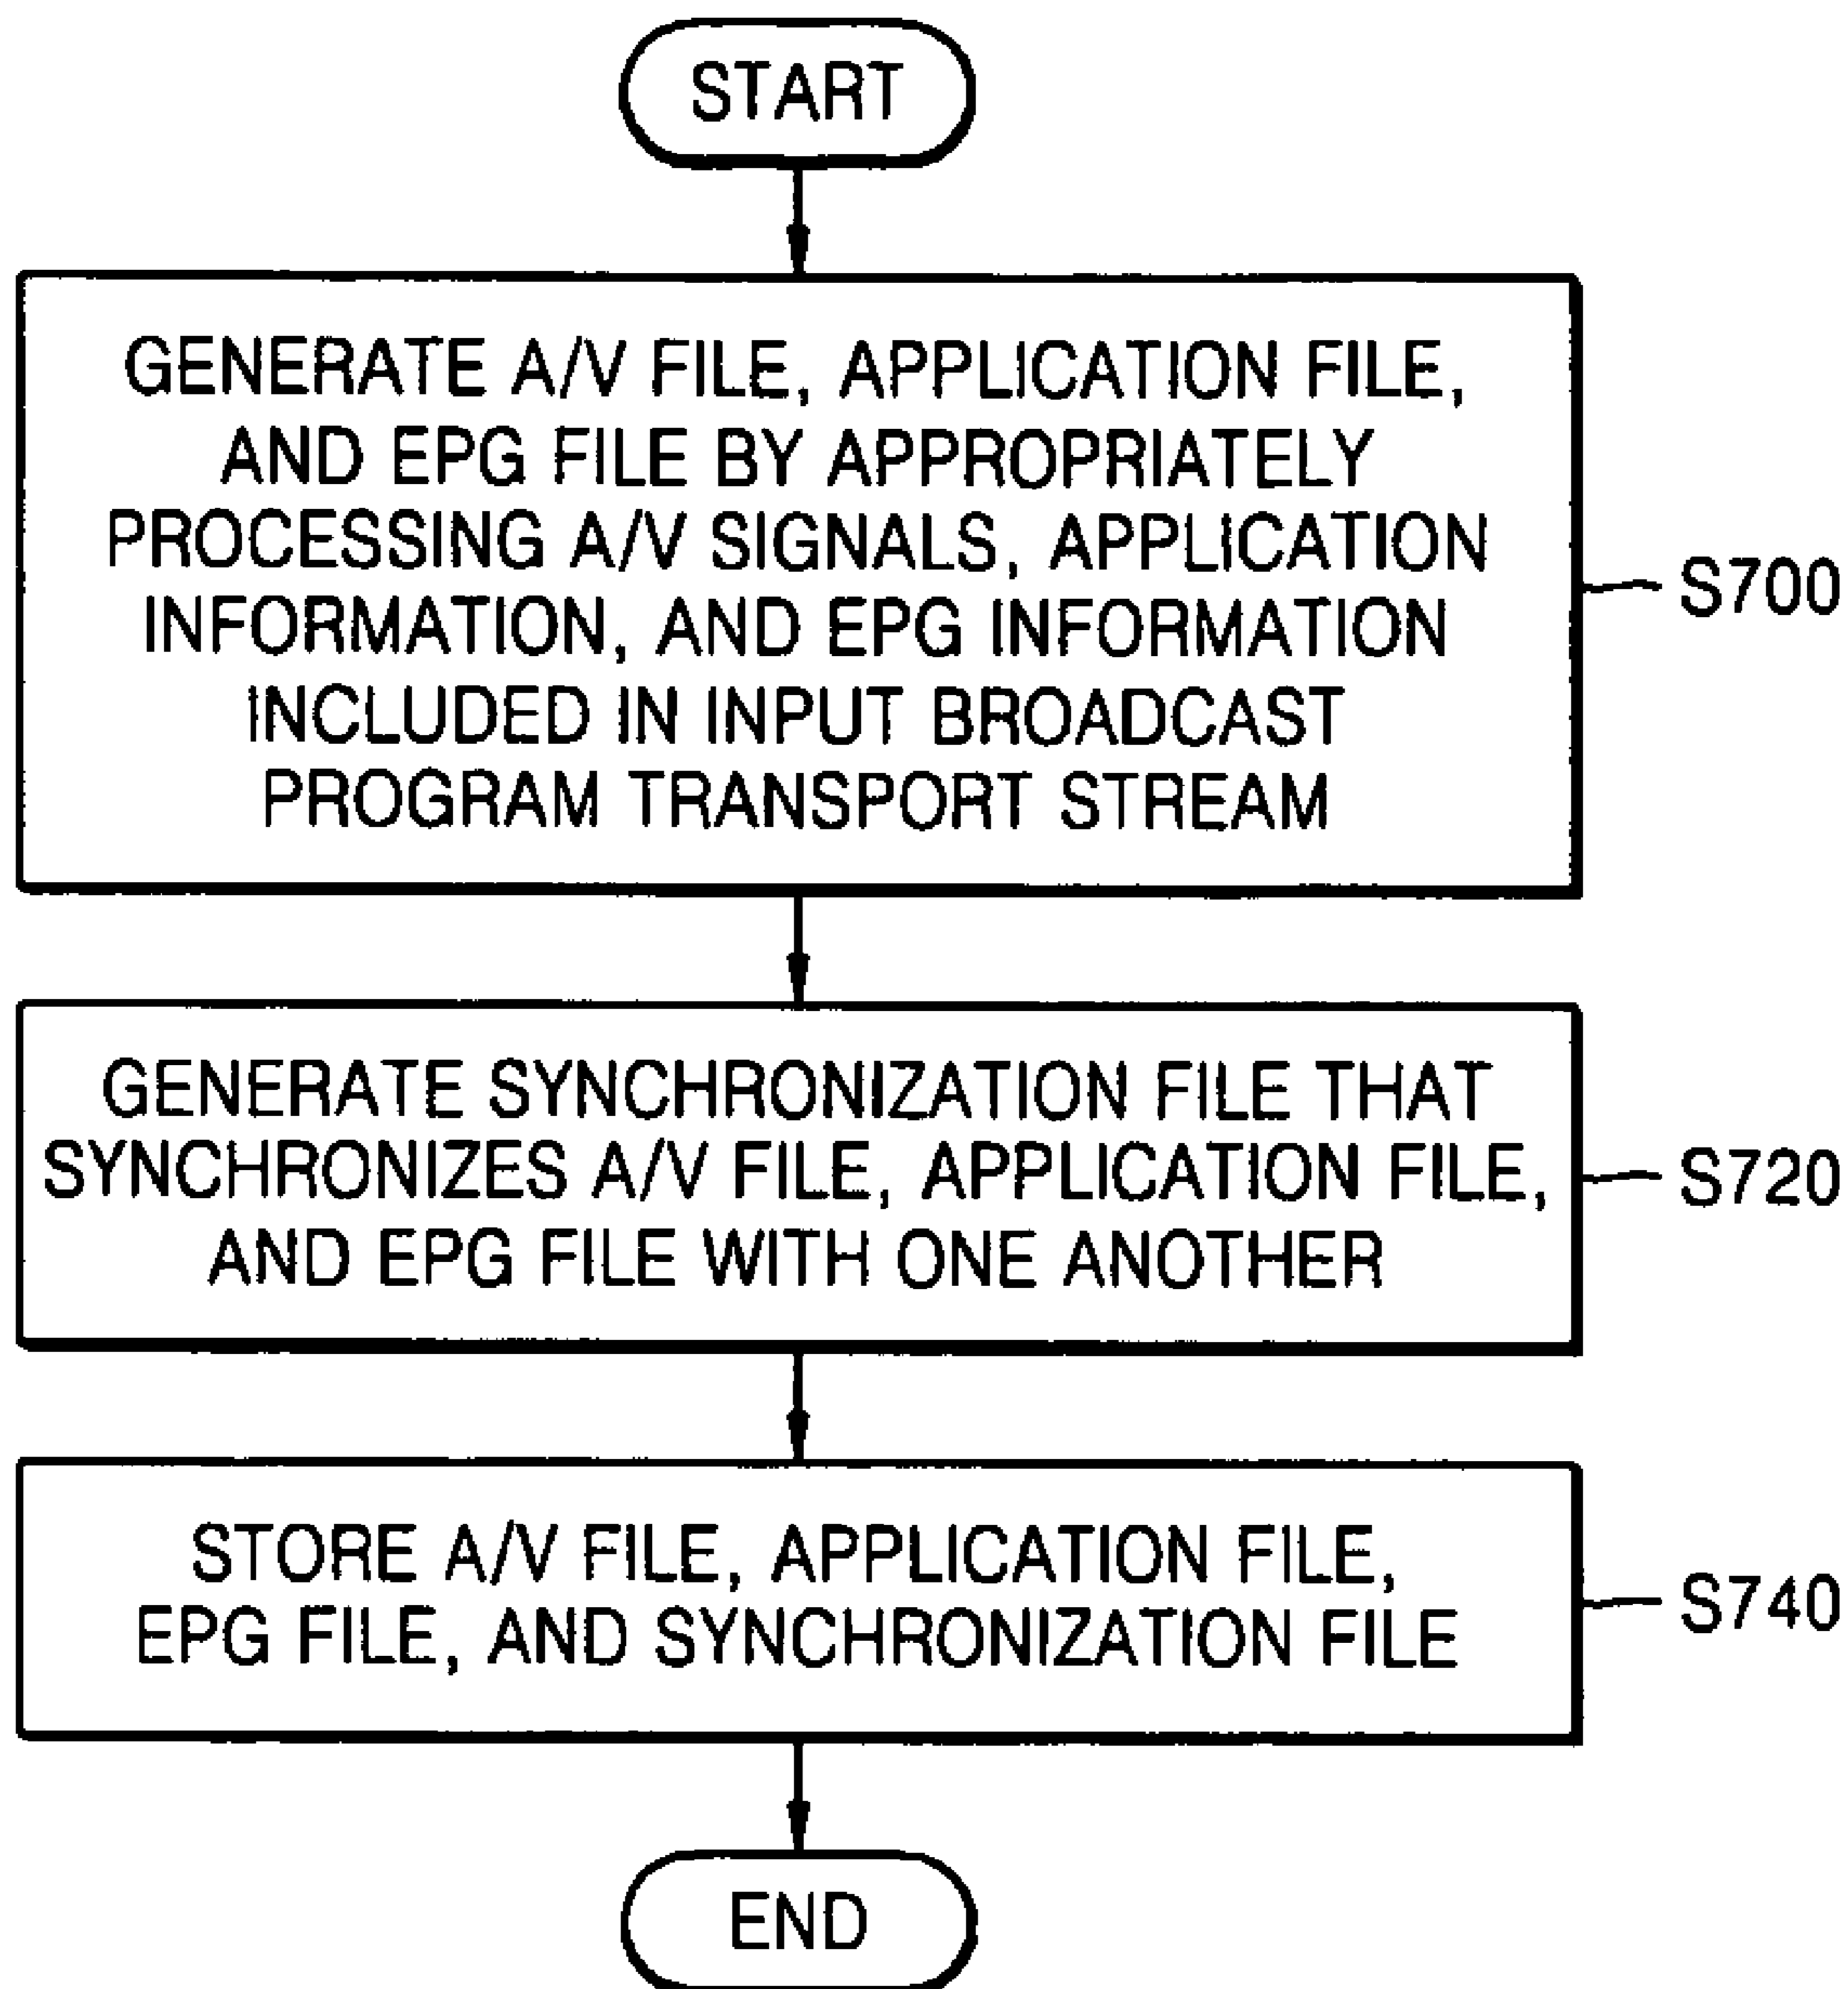 START
GENERATE A/V FILE, APPLICATION FILE,
AND EPG FILE BY APPROPRIATELY
PROCESSING A/V SIGNALS, APPLICATION
INFORMATION, AND EPG INFORMATION
INCLUDED IN INPUT BROADCAST
PROGRAM TRANSPORT STREAM
S700
GENERATE SYNCHRONIZATION FILE THAT
SYNCHRONIZES A/V FILE, APPLICATION FILE,
AND EPG FILE WITH ONE ANOTHER
S720
STORE A/V FILE, APPLICATION FILE,
EPG FILE, AND SYNCHRONIZATION FILE
S740
END